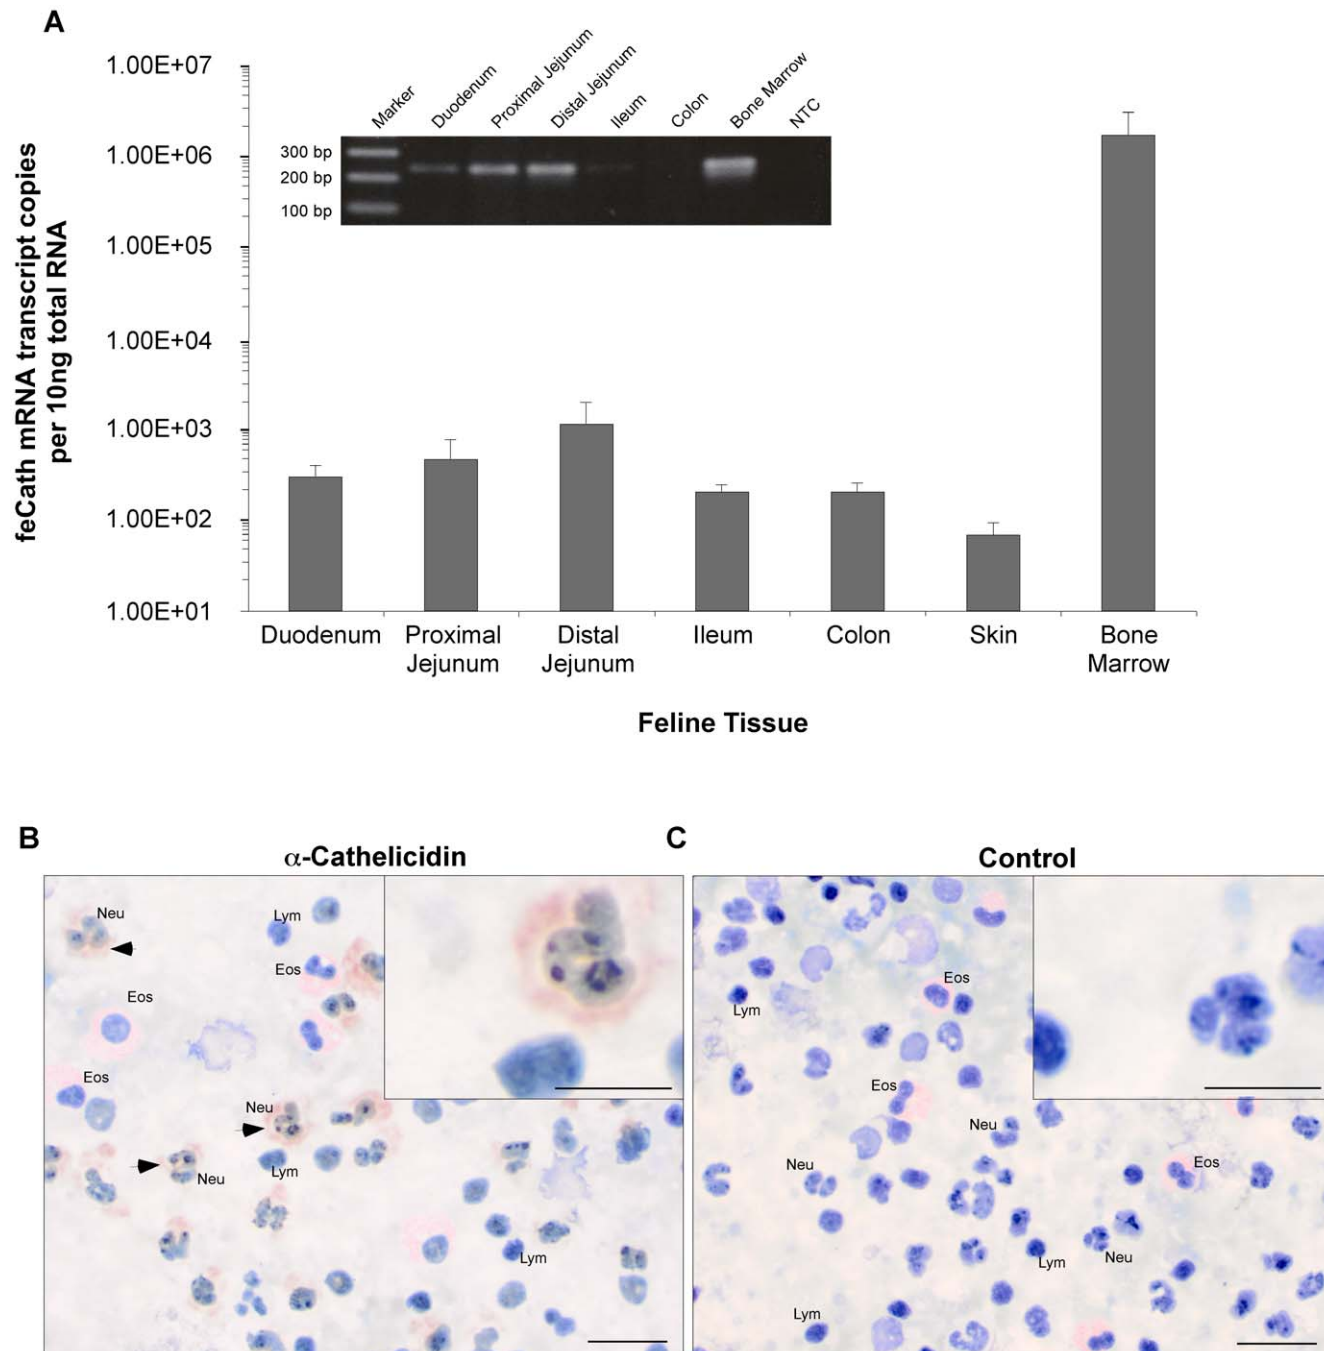 A
feCath mRNA transcript copies
per 10ng total RNA
1.00E+07
1.00E+06
1.00E+05
1.00E+04
1.00E+03
1.00E+02
1.00E+01
Marker
Duodenum
Proximal Jejunum
Distal Jejunum
Ileum
Colon
Bone Marrow
NTC
300 bp
200 bp
100 bp
Duodenum
Proximal
Jejunum
Distal
Jejunum
Ileum
Colon
Skin
Bone
Marrow
Feline Tissue
B
α-Cathelicidin
Neu
Lym
Eos
Eos
Eos
Neu
Neu
Lym
Lym
C
Control
Eos
Lym
Eos
Neu
Neu
Eos
Lym
Neu
Lym